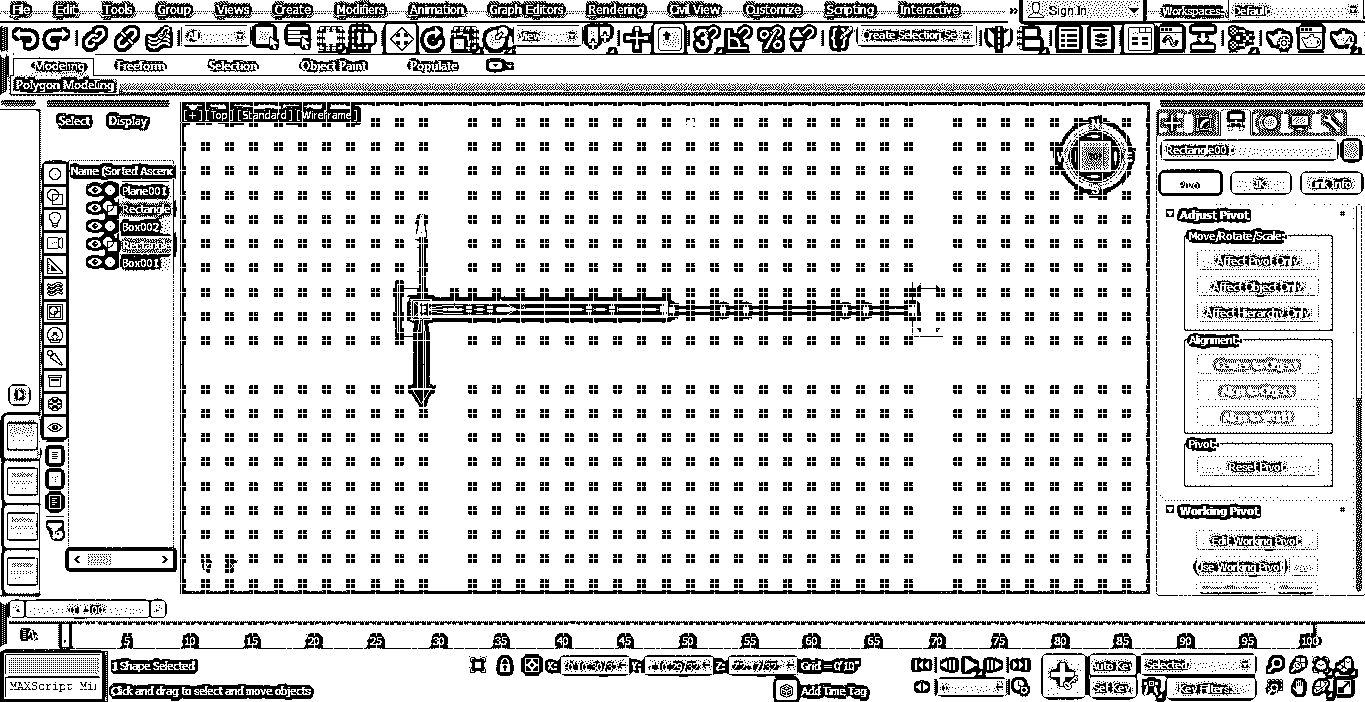 File Edit Tools Group Views Create Modifiers Animation Graph Editors Rendering Civil View Customize Scripting Interactive Sign In Workspaces: Default
All View Create Selection Se
Modeling Freeform Selection Object Paint Populate
Polygon Modeling
[+] [Top] [Standard] [Wireframe]
Select Display
Name (Sorted Ascen
Plane001
Rectangle
Box002
Rectangle
Box001
Rectangle001
Pivot IK Link Info
Adjust Pivot
Move/Rotate/Scale:
Affect Pivot Only
Affect Object Only
Affect Hierarchy Only
Alignment:
Pivot:
Reset Pivot
Working Pivot
Edit Working Pivot
Use Working Pivot
0 / 100
5 10 15 20 25 30 35 40 45 50 55 60 65 70 75 80 85 90 95 100
1 Shape Selected
X: Y: Z: Grid = 0'10"
Auto Key Selected
MAXScript Mi
Click and drag to select and move objects
Add Time Tag
Set Key Key Filters...